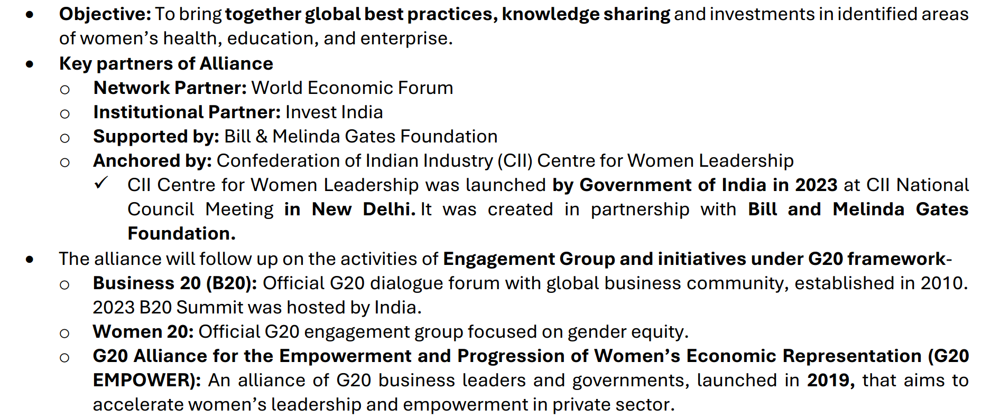 • Objective: To bring together global best practices, knowledge sharing and investments in identified areas
of women’s health, education, and enterprise.
• Key partners of Alliance
o Network Partner: World Economic Forum
o Institutional Partner: Invest India
o Supported by: Bill & Melinda Gates Foundation
o Anchored by: Confederation of Indian Industry (CII) Centre for Women Leadership
✓ CII Centre for Women Leadership was launched by Government of India in 2023 at CII National
Council Meeting in New Delhi. It was created in partnership with Bill and Melinda Gates
Foundation.
• The alliance will follow up on the activities of Engagement Group and initiatives under G20 framework-
o Business 20 (B20): Official G20 dialogue forum with global business community, established in 2010.
2023 B20 Summit was hosted by India.
o Women 20: Official G20 engagement group focused on gender equity.
o G20 Alliance for the Empowerment and Progression of Women’s Economic Representation (G20
EMPOWER): An alliance of G20 business leaders and governments, launched in 2019, that aims to
accelerate women’s leadership and empowerment in private sector.